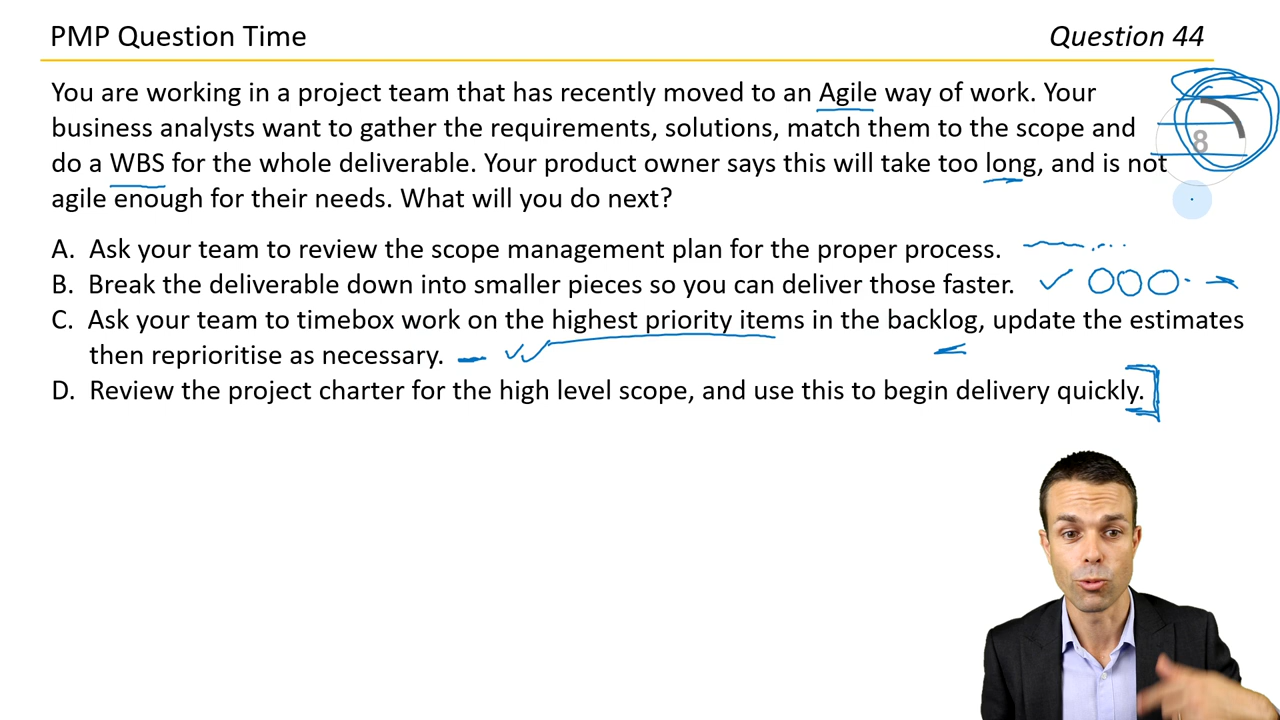 PMP Question Time
Question 44
You are working in a project team that has recently moved to an Agile way of work. Your
business analysts want to gather the requirements, solutions, match them to the scope and
do a WBS for the whole deliverable. Your product owner says this will take too long, and is not
agile enough for their needs. What will you do next?
8
A. Ask your team to review the scope management plan for the proper process.
B. Break the deliverable down into smaller pieces so you can deliver those faster.
C. Ask your team to timebox work on the highest priority items in the backlog, update the estimates
then reprioritise as necessary.
D. Review the project charter for the high level scope, and use this to begin delivery quickly.